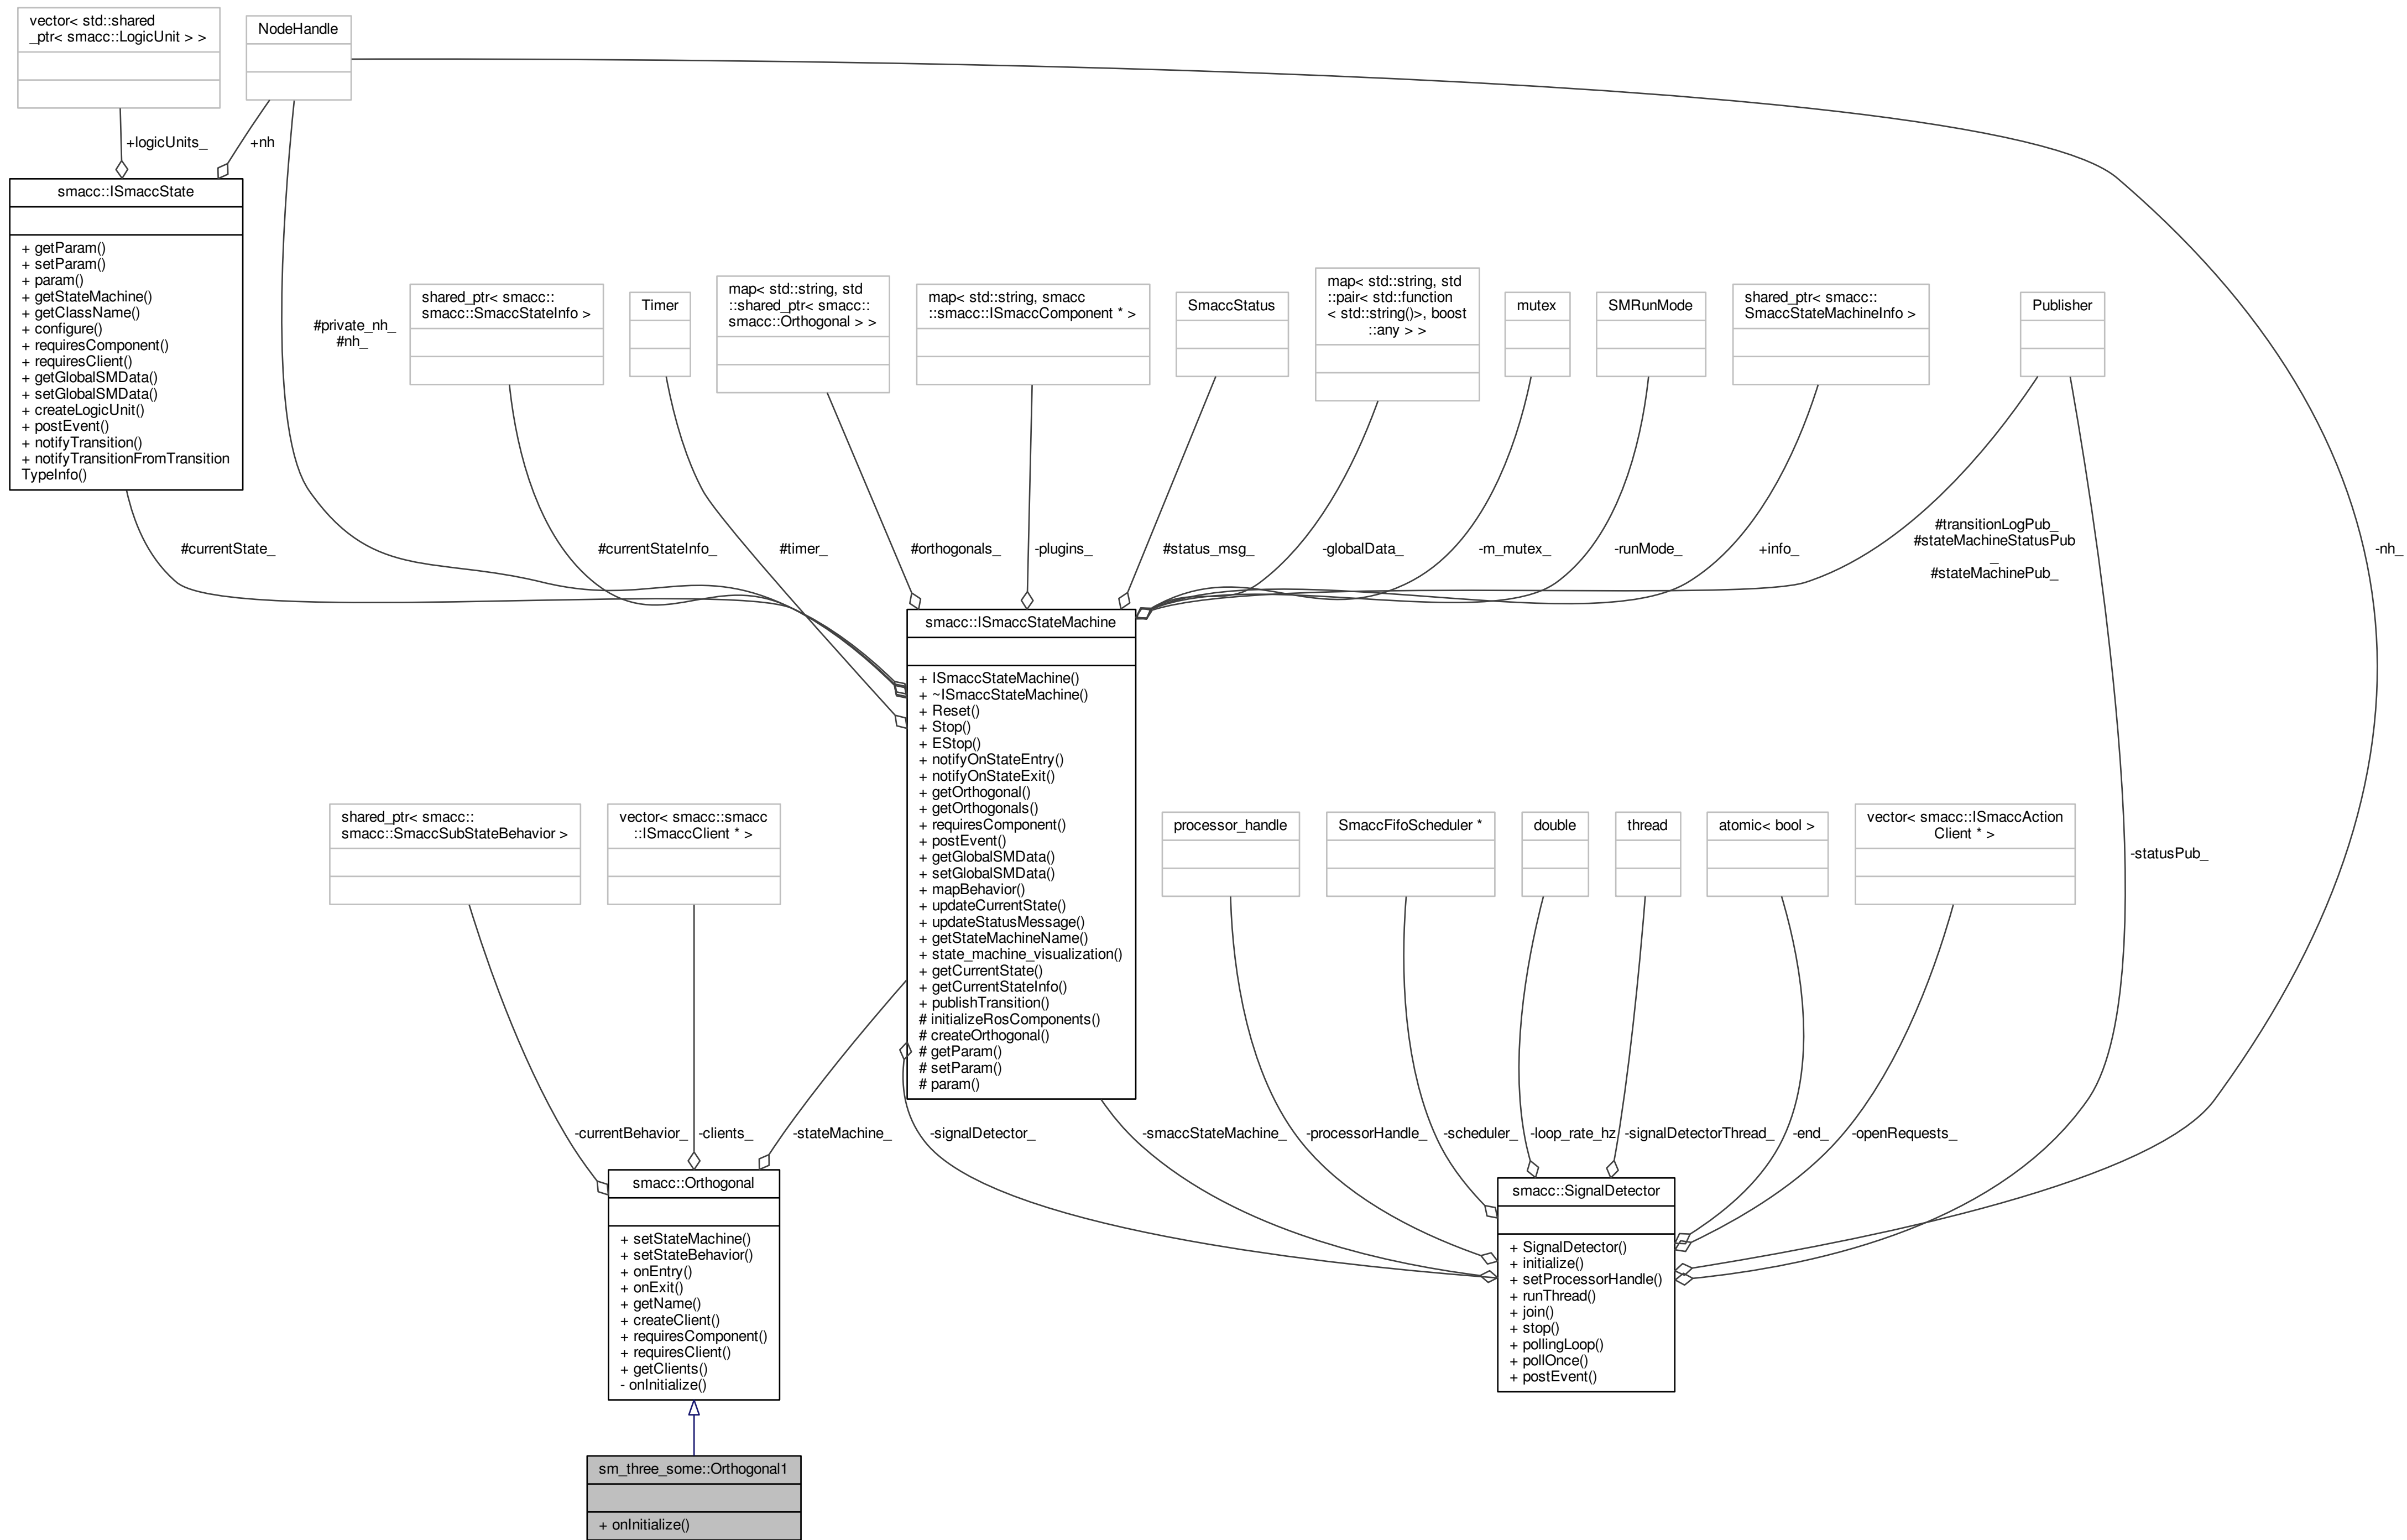 vector< std::shared
_ptr< smacc::LogicUnit > >
NodeHandle
+logicUnits_
+nh
smacc::ISmaccState
+ getParam()
+ setParam()
+ param()
+ getStateMachine()
+ getClassName()
+ configure()
+ requiresComponent()
+ requiresClient()
+ getGlobalSMData()
+ setGlobalSMData()
+ createLogicUnit()
+ postEvent()
+ notifyTransition()
+ notifyTransitionFromTransition
TypeInfo()
#private_nh_
#nh_
shared_ptr< smacc::
smacc::SmaccStateInfo >
Timer
map< std::string, std
::shared_ptr< smacc::
smacc::Orthogonal > >
map< std::string, smacc
::smacc::ISmaccComponent * >
SmaccStatus
map< std::string, std
::pair< std::function
< std::string()>, boost
::any > >
mutex
SMRunMode
shared_ptr< smacc::
SmaccStateMachineInfo >
Publisher
#currentState_
#currentStateInfo_
#timer_
#orthogonals_
-plugins_
#status_msg_
-globalData_
-m_mutex_
-runMode_
+info_
#transitionLogPub_
#stateMachineStatusPub
_
#stateMachinePub_
-nh_
smacc::ISmaccStateMachine
+ ISmaccStateMachine()
+ ~ISmaccStateMachine()
+ Reset()
+ Stop()
+ EStop()
+ notifyOnStateEntry()
+ notifyOnStateExit()
+ getOrthogonal()
+ getOrthogonals()
+ requiresComponent()
+ postEvent()
+ getGlobalSMData()
+ setGlobalSMData()
+ mapBehavior()
+ updateCurrentState()
+ updateStatusMessage()
+ getStateMachineName()
+ state_machine_visualization()
+ getCurrentState()
+ getCurrentStateInfo()
+ publishTransition()
# initializeRosComponents()
# createOrthogonal()
# getParam()
# setParam()
# param()
shared_ptr< smacc::
smacc::SmaccSubStateBehavior >
vector< smacc::smacc
::ISmaccClient * >
processor_handle
SmaccFifoScheduler *
double
thread
atomic< bool >
vector< smacc::ISmaccAction
Client * >
-statusPub_
-currentBehavior_
-clients_
-stateMachine_
-signalDetector_
-smaccStateMachine_
-processorHandle_
-scheduler_
-loop_rate_hz
-signalDetectorThread_
-end_
-openRequests_
smacc::Orthogonal
+ setStateMachine()
+ setStateBehavior()
+ onEntry()
+ onExit()
+ getName()
+ createClient()
+ requiresComponent()
+ requiresClient()
+ getClients()
- onInitialize()
smacc::SignalDetector
+ SignalDetector()
+ initialize()
+ setProcessorHandle()
+ runThread()
+ join()
+ stop()
+ pollingLoop()
+ pollOnce()
+ postEvent()
sm_three_some::Orthogonal1
+ onInitialize()